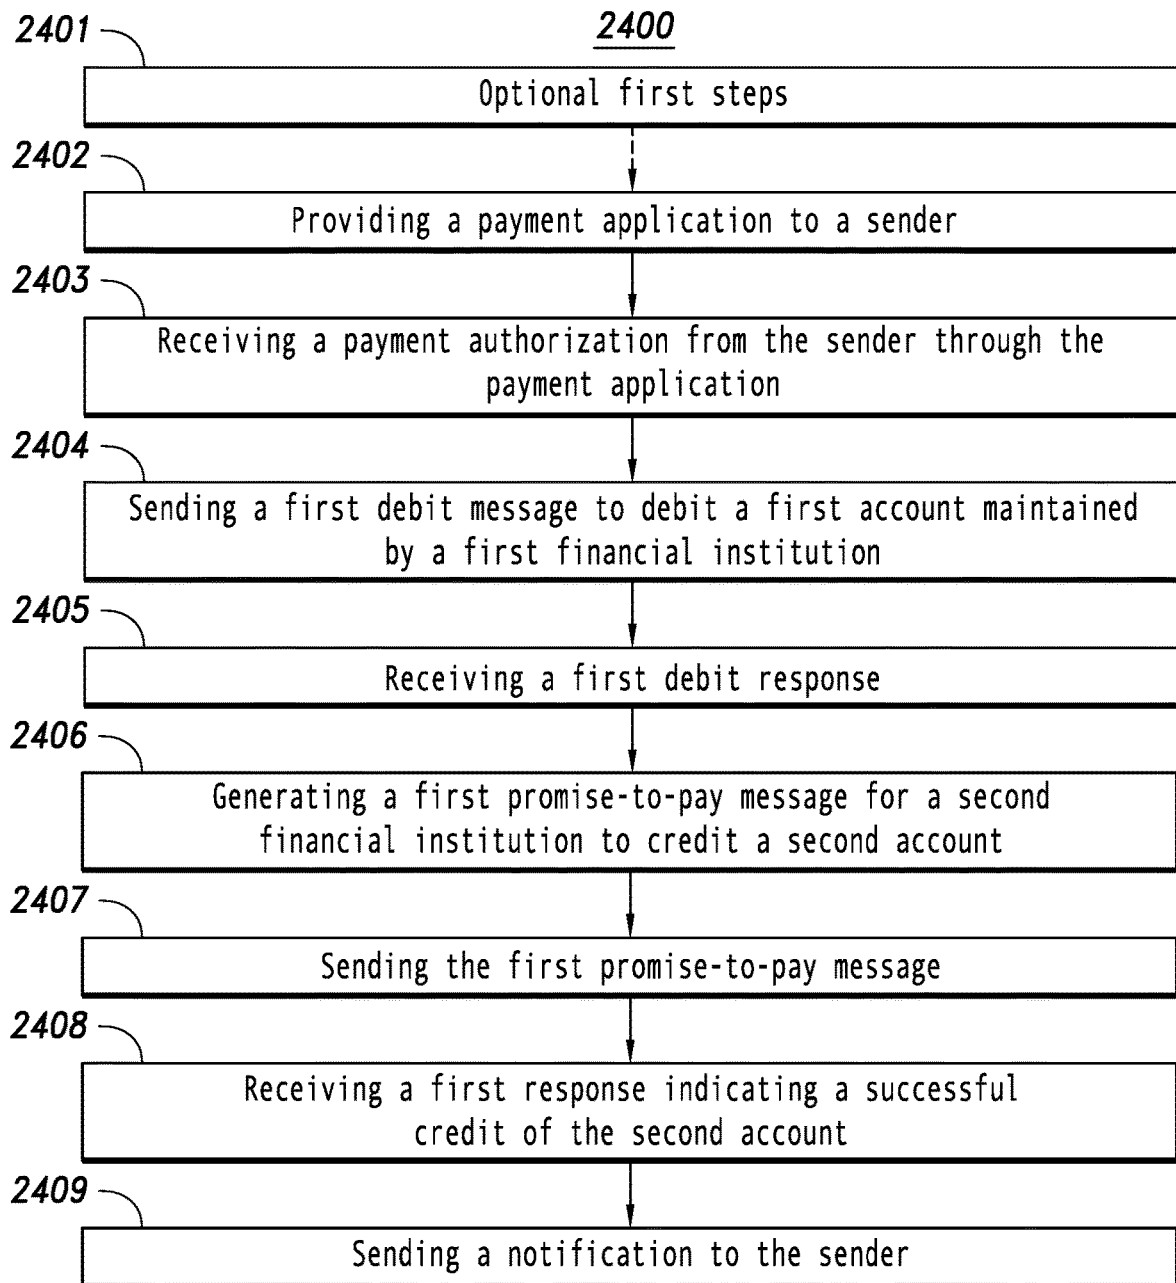 2400
2401
Optional first steps
2402
Providing a payment application to a sender
2403
Receiving a payment authorization from the sender through the
payment application
2404
Sending a first debit message to debit a first account maintained
by a first financial institution
2405
Receiving a first debit response
2406
Generating a first promise-to-pay message for a second
financial institution to credit a second account
2407
Sending the first promise-to-pay message
2408
Receiving a first response indicating a successful
credit of the second account
2409
Sending a notification to the sender